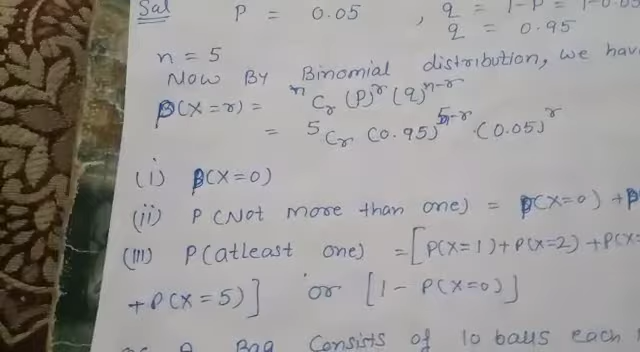 Sol P = 0.05 , q = 1-P = 1-0.05
q = 0.95
n = 5
Now By Binomial distribution, we hav
P(X=r) = ⁿCᵣ (P)ʳ (q)ⁿ⁻ʳ
= ⁵Cᵣ (0.95)⁵⁻ʳ (0.05)ʳ
(i) P(X=0)
(ii) P(Not more than one) = P(X=0) + P
(iii) P(atleast one) = [P(X=1)+P(X=2)+P(X=
+P(X=5)] or [1-P(X=0)]
A Bag Consists of 10 balls each